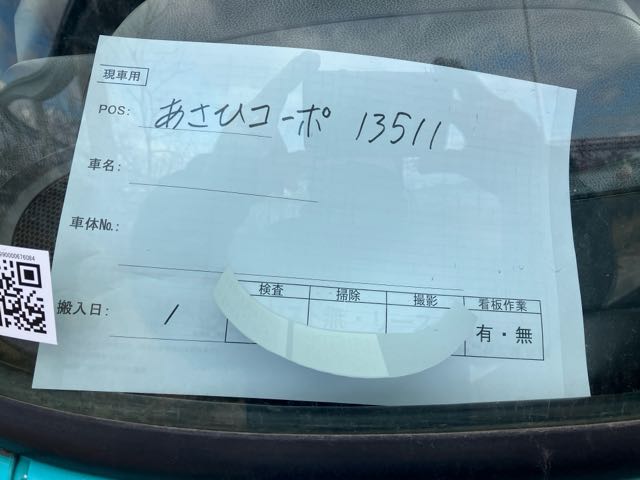 現車用
POS: あさひコーポ 13511
車名:
車体No.:
検査 掃除 撮影 看板作業
搬入日: / 有・無